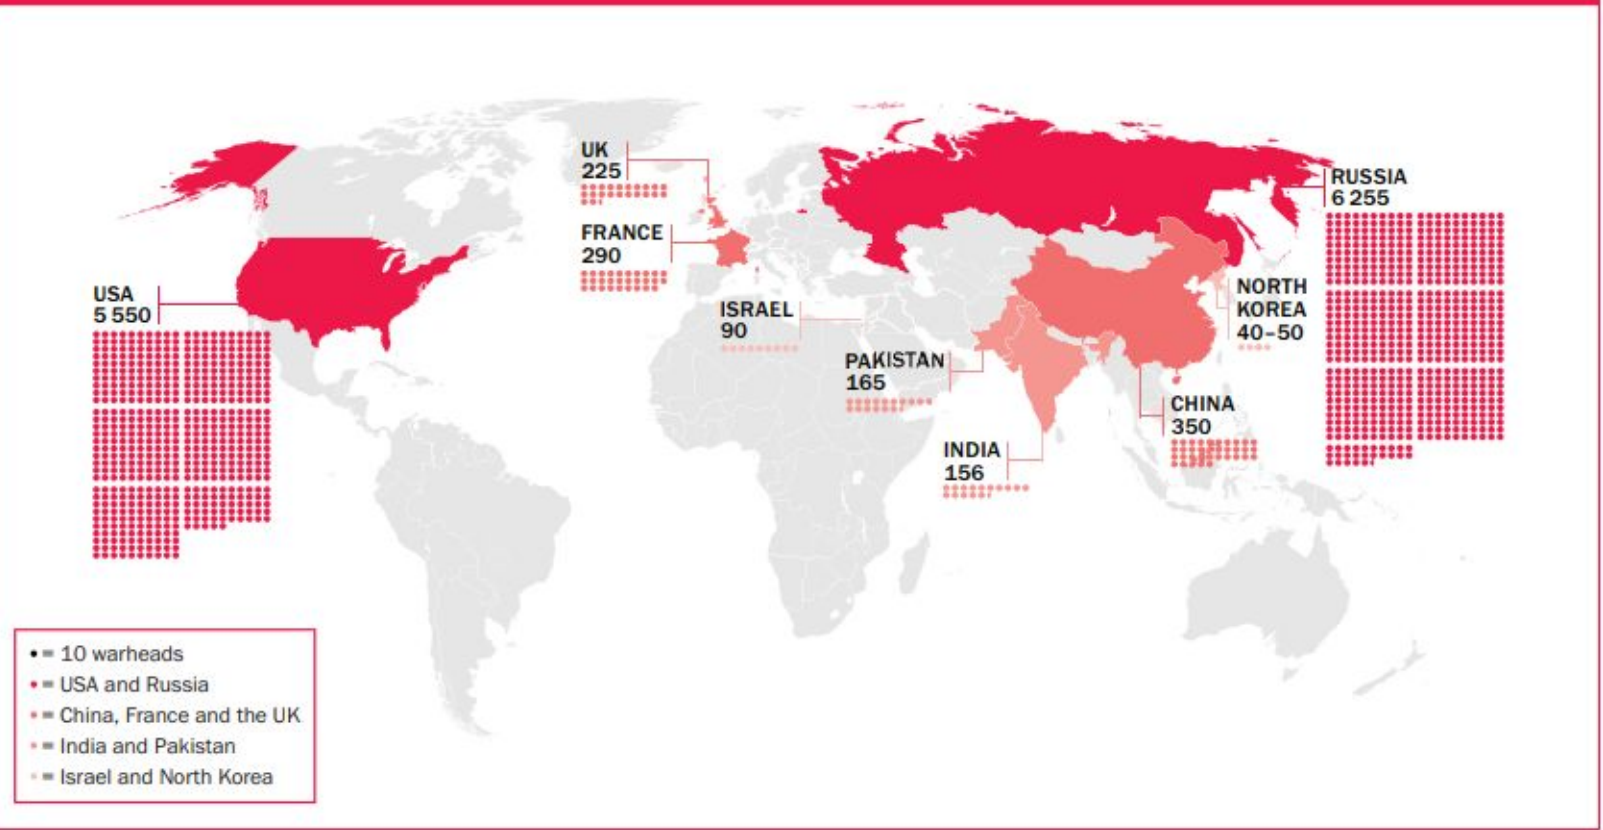 UK
225
FRANCE
290
USA
5 550
ISRAEL
90
PAKISTAN
165
INDIA
156
RUSSIA
6 255
NORTH
KOREA
40–50
CHINA
350
• = 10 warheads
• = USA and Russia
• = China, France and the UK
• = India and Pakistan
• = Israel and North Korea